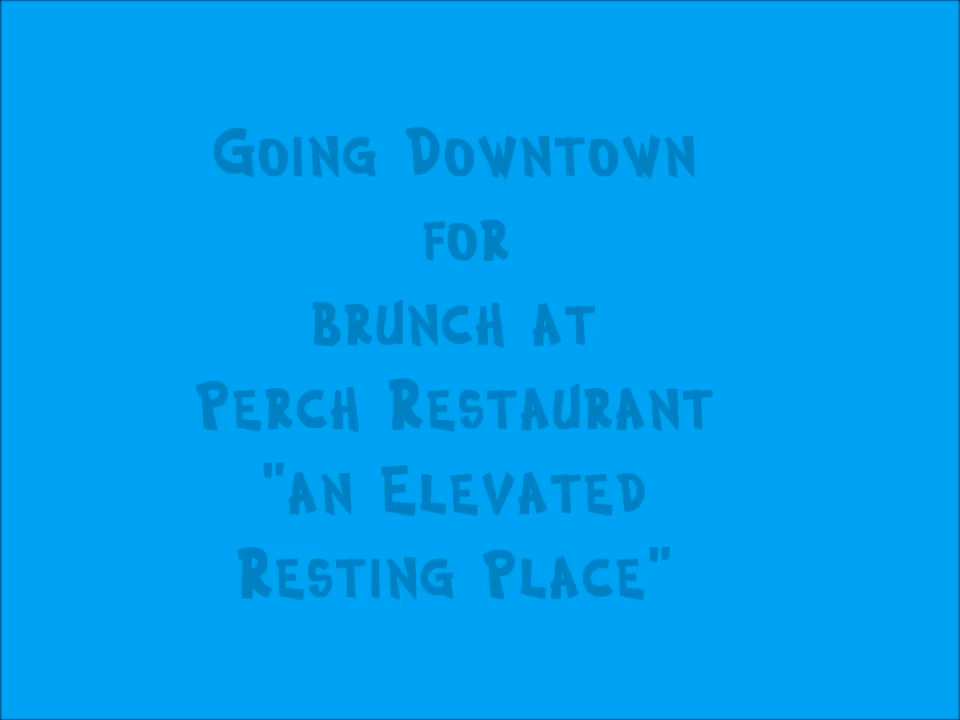 Going Downtown
for
brunch at
Perch Restaurant
"an Elevated
Resting Place"